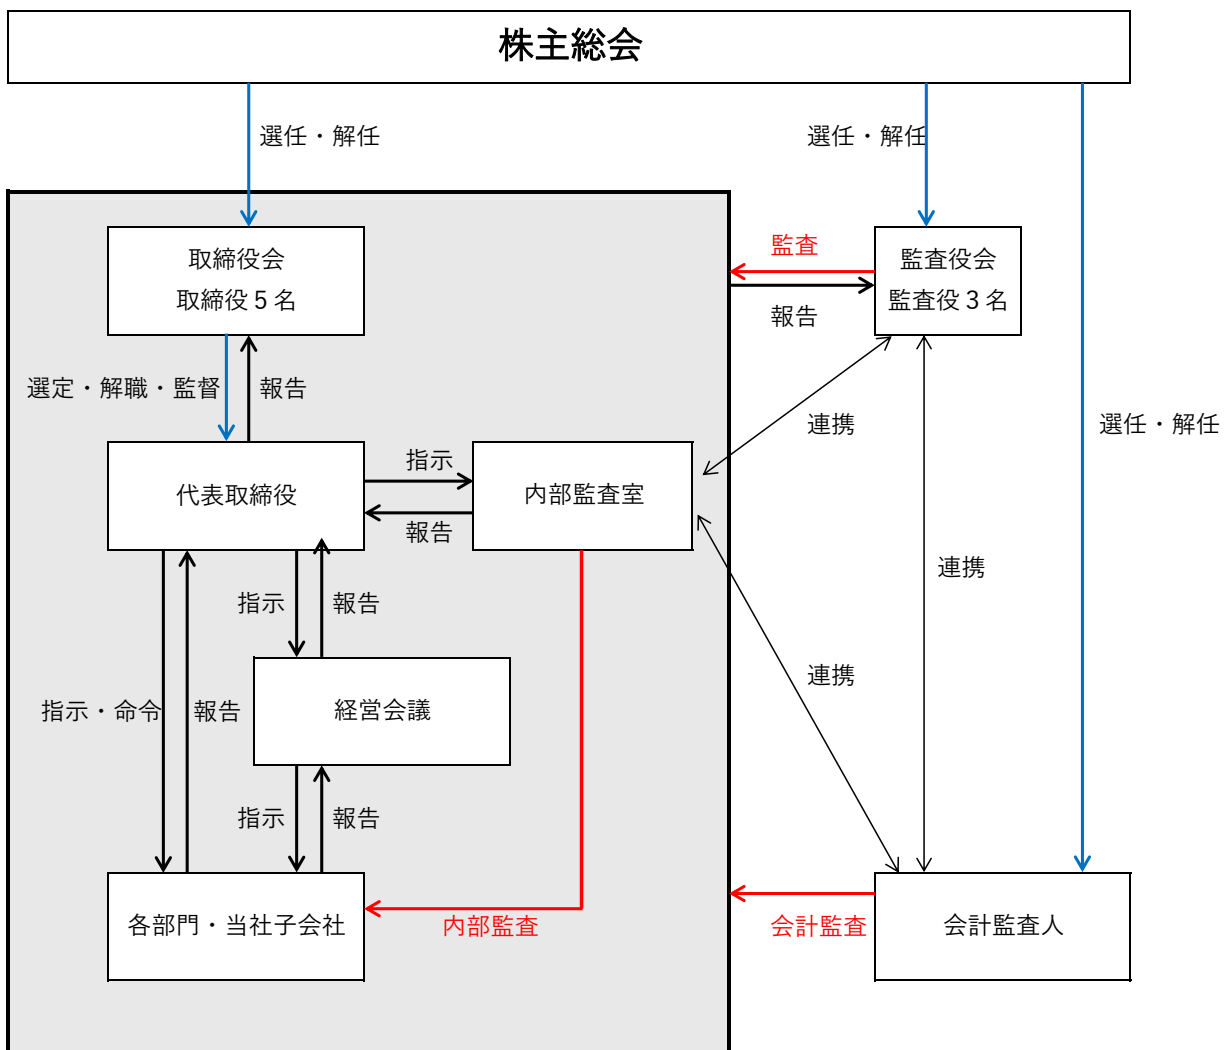 株主総会
選任・解任
選任・解任
監査
取締役会
取締役5名
監査役会
監査役3名
報告
選定・解職・監督
報告
連携
選任・解任
指示
代表取締役
内部監査室
報告
連携
指示
報告
連携
指示・命令
報告
経営会議
指示
報告
各部門・当社子会社
内部監査
会計監査
会計監査人